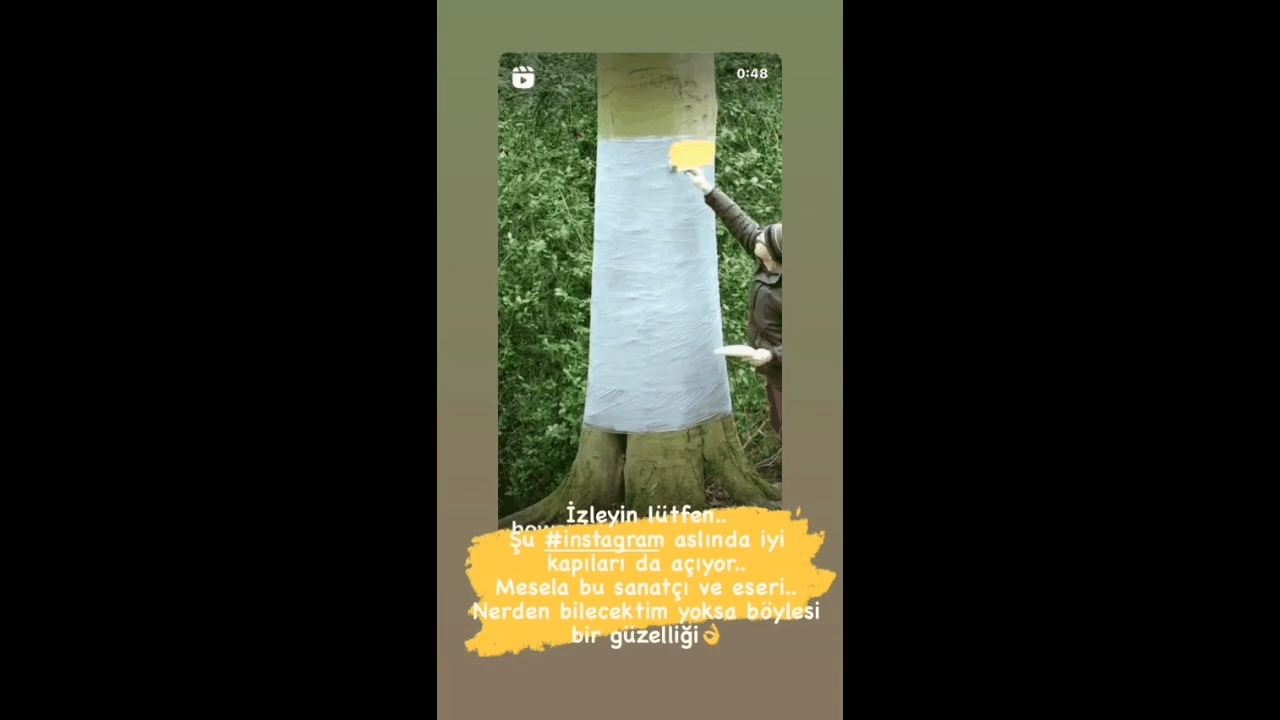 0:48
İzleyin lütfen..
Şu #instagram aslında iyi
kapıları da açıyor..
Mesela bu sanatçı ve eseri..
Nerden bilecektim yoksa böylesi
bir güzelliği👌